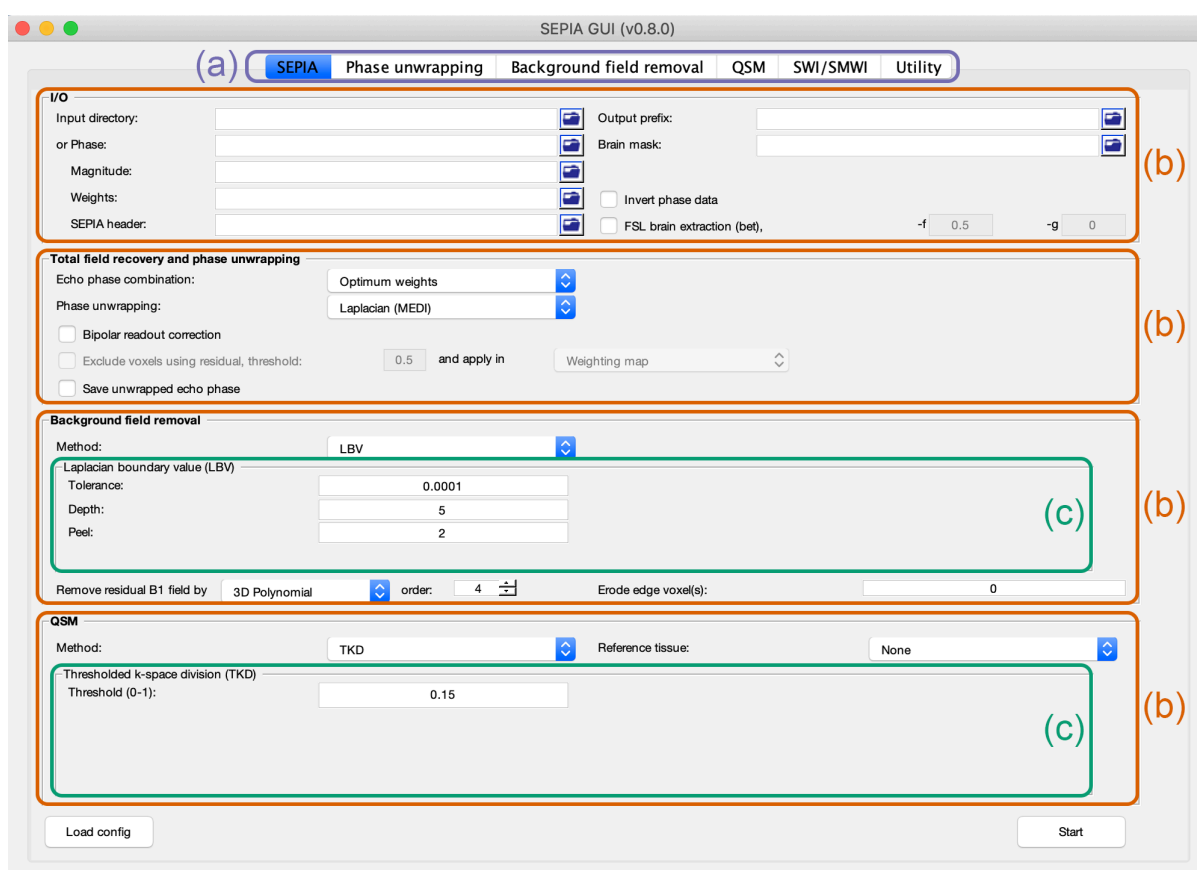 SEPIA GUI (v0.8.0)
(a) SEPIA Phase unwrapping Background field removal QSM SWI/SMWI Utility
I/O
Input directory: Output prefix:
or Phase: Brain mask:
Magnitude:
(b)
Weights: Invert phase data
SEPIA header: FSL brain extraction (bet), -f 0.5 -g 0
Total field recovery and phase unwrapping
Echo phase combination: Optimum weights
Phase unwrapping: Laplacian (MEDI)
(b)
Bipolar readout correction
Exclude voxels using residual, threshold: 0.5 and apply in Weighting map
Save unwrapped echo phase
Background field removal
Method: LBV
Laplacian boundary value (LBV)
Tolerance: 0.0001
Depth: 5
(c) (b)
Peel: 2
Remove residual B1 field by 3D Polynomial order: 4 Erode edge voxel(s): 0
QSM
Method: TKD Reference tissue: None
Thresholded k-space division (TKD)
Threshold (0-1): 0.15
(b)
(c)
Load config Start